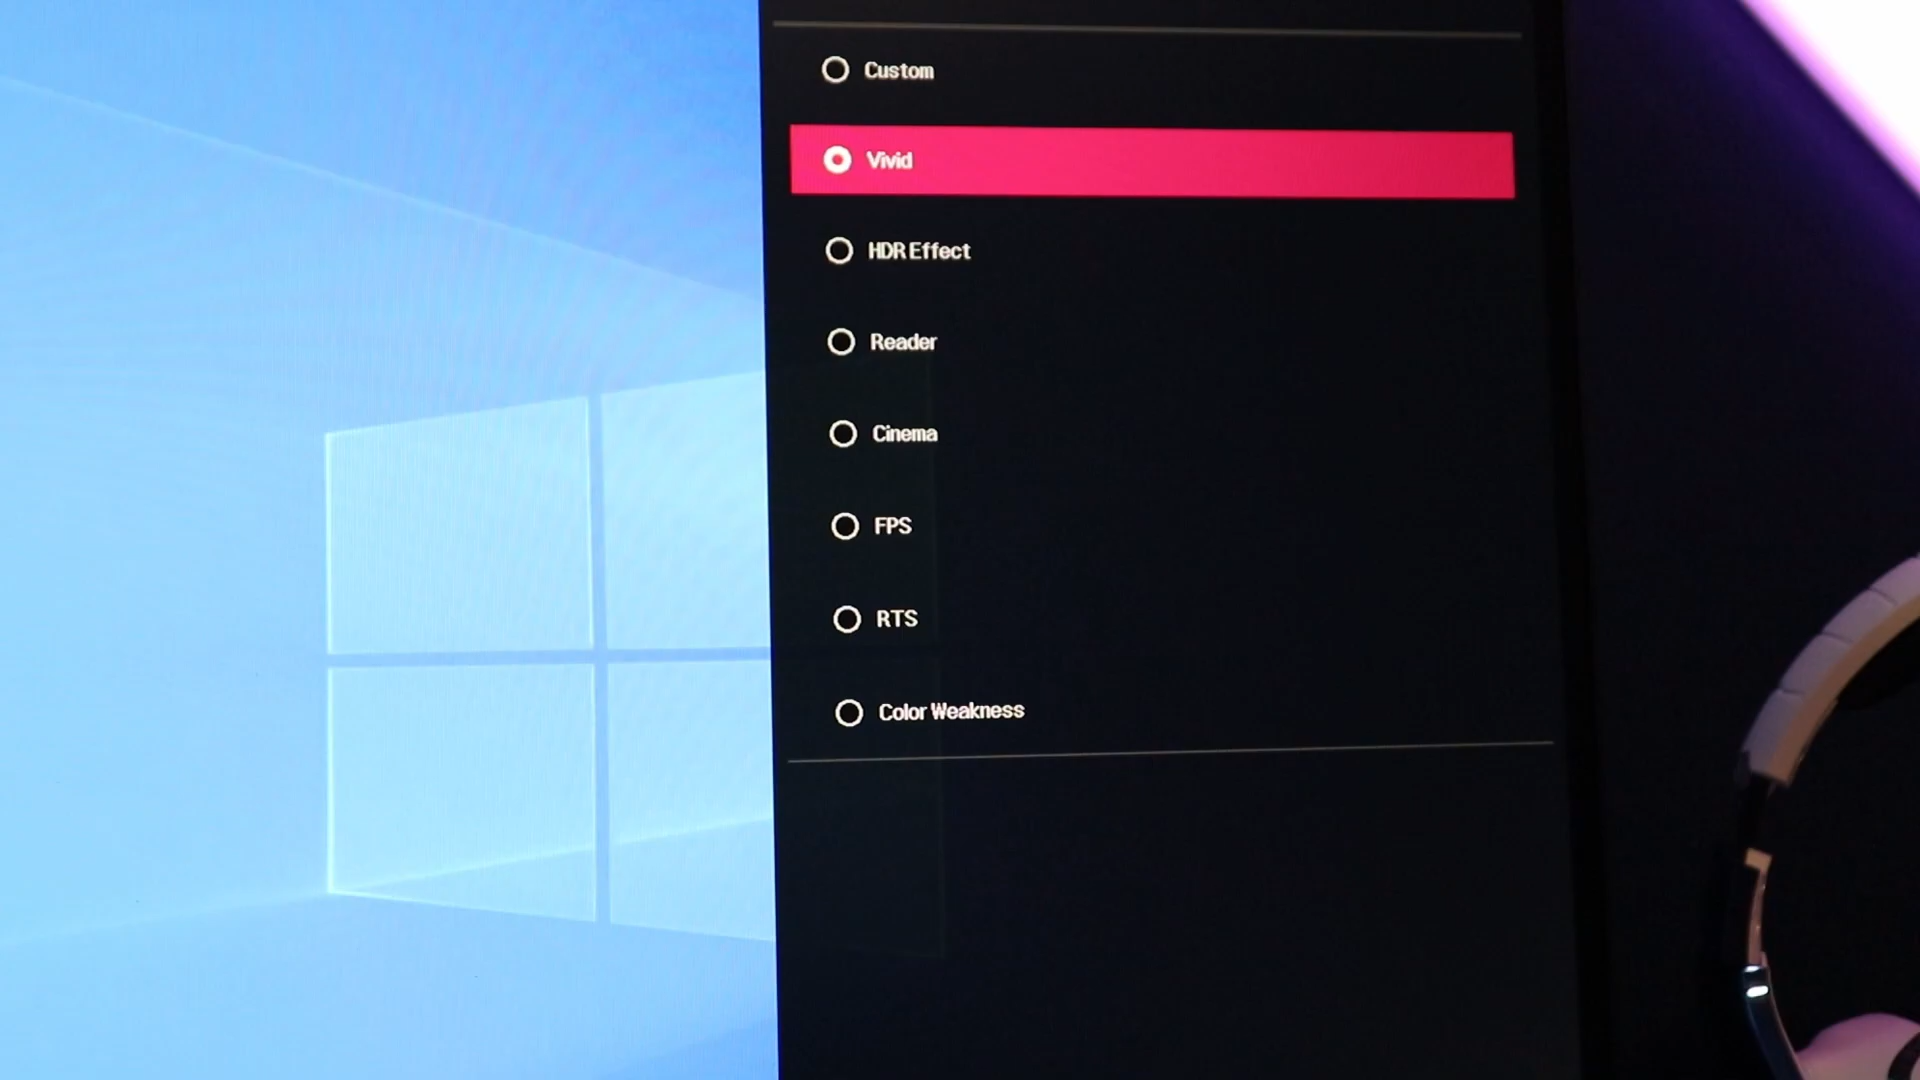 Custom
Vivid
HDR Effect
Reader
Cinema
FPS
RTS
Color Weakness